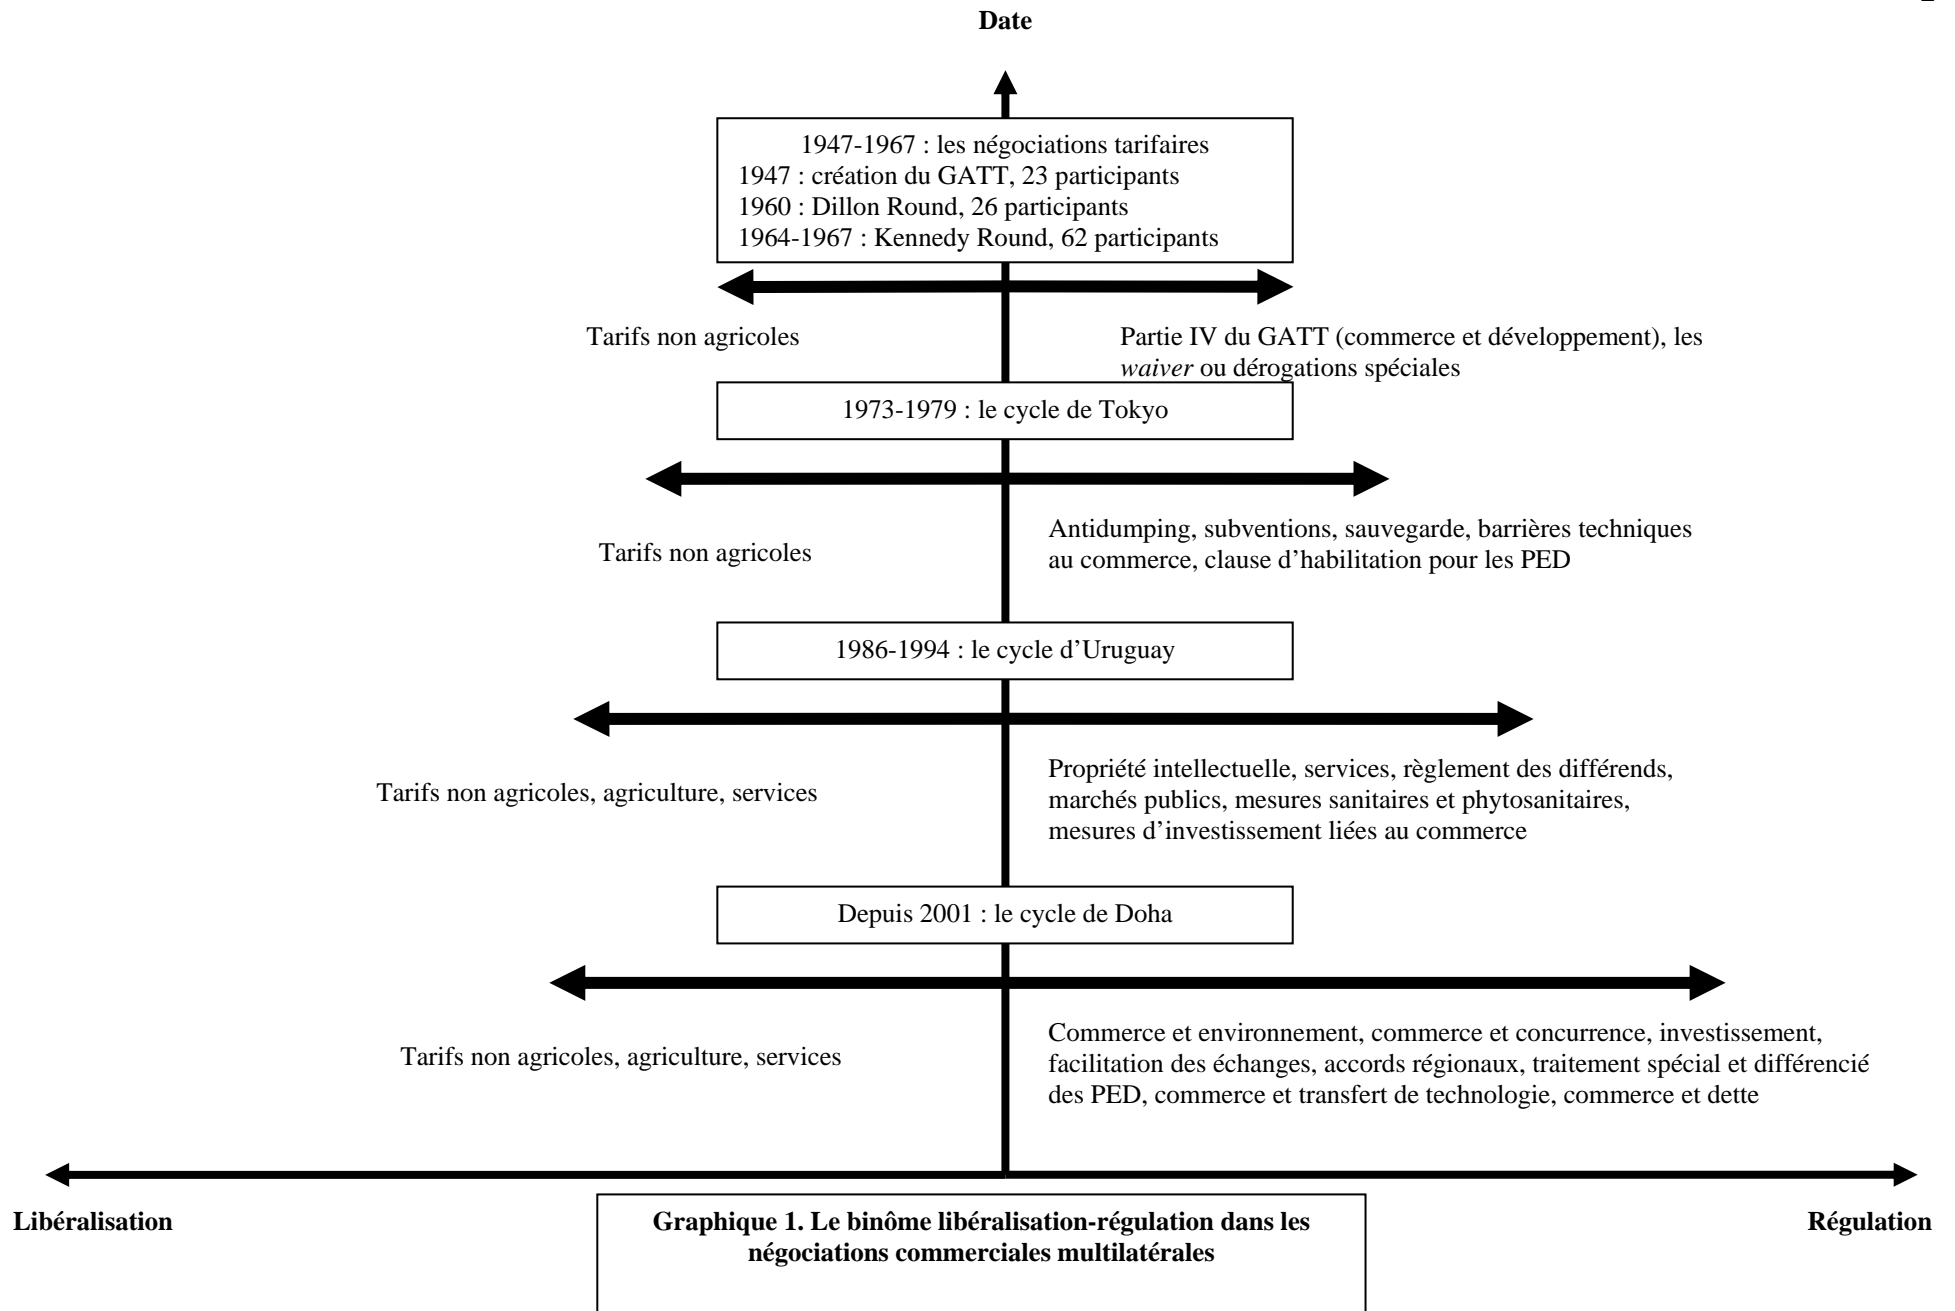 Date
1947-1967 : les négociations tarifaires
1947 : création du GATT, 23 participants
1960 : Dillon Round, 26 participants
1964-1967 : Kennedy Round, 62 participants
Tarifs non agricoles
Partie IV du GATT (commerce et développement), les
waiver ou dérogations spéciales
1973-1979 : le cycle de Tokyo
Tarifs non agricoles
Antidumping, subventions, sauvegarde, barrières techniques
au commerce, clause d’habilitation pour les PED
1986-1994 : le cycle d’Uruguay
Tarifs non agricoles, agriculture, services
Propriété intellectuelle, services, règlement des différends,
marchés publics, mesures sanitaires et phytosanitaires,
mesures d’investissement liées au commerce
Depuis 2001 : le cycle de Doha
Tarifs non agricoles, agriculture, services
Commerce et environnement, commerce et concurrence, investissement,
facilitation des échanges, accords régionaux, traitement spécial et différencié
des PED, commerce et transfert de technologie, commerce et dette
Libéralisation
Régulation
Graphique 1. Le binôme libéralisation-régulation dans les
négociations commerciales multilatérales